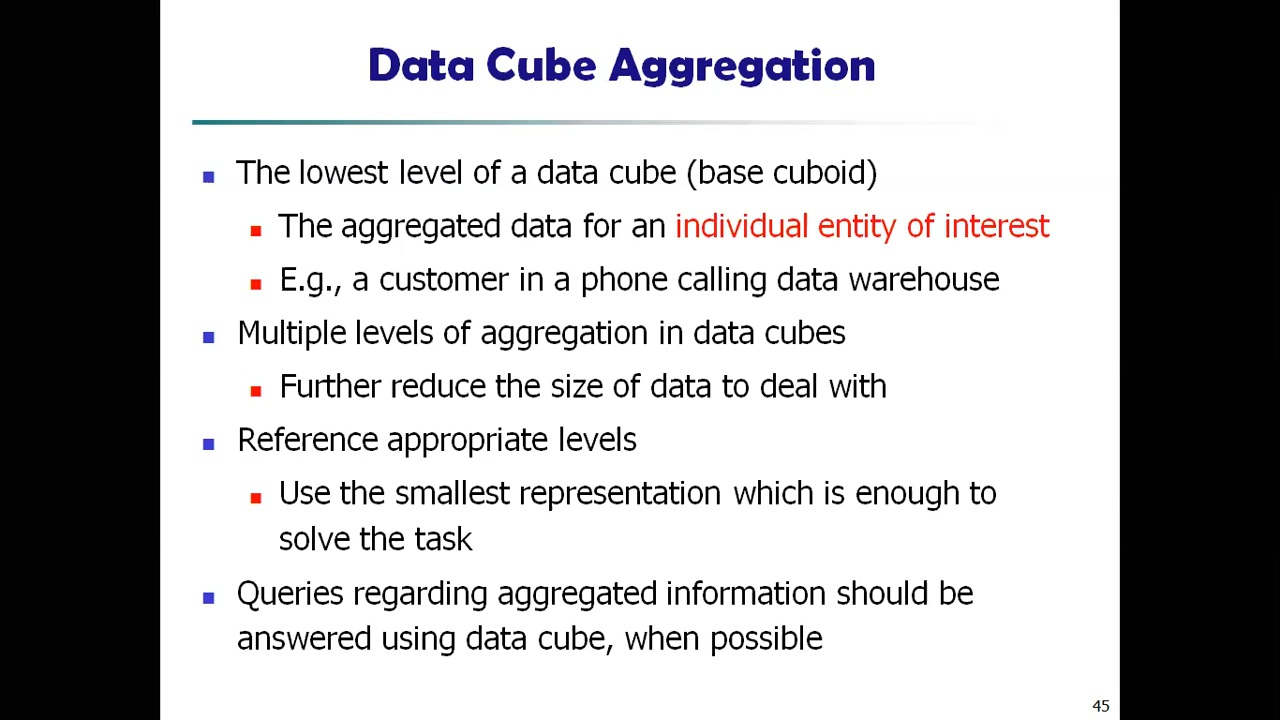 Data Cube Aggregation
The lowest level of a data cube (base cuboid)
The aggregated data for an individual entity of interest
E.g., a customer in a phone calling data warehouse
Multiple levels of aggregation in data cubes
Further reduce the size of data to deal with
Reference appropriate levels
Use the smallest representation which is enough to
solve the task
Queries regarding aggregated information should be
answered using data cube, when possible
45